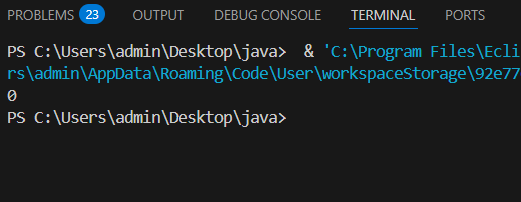 PROBLEMS 23 OUTPUT DEBUG CONSOLE TERMINAL PORTS
PS C:\Users\admin\Desktop\java>  & 'C:\Program Files\Ecli
rs\admin\AppData\Roaming\Code\User\workspaceStorage\92e77
0
PS C:\Users\admin\Desktop\java>